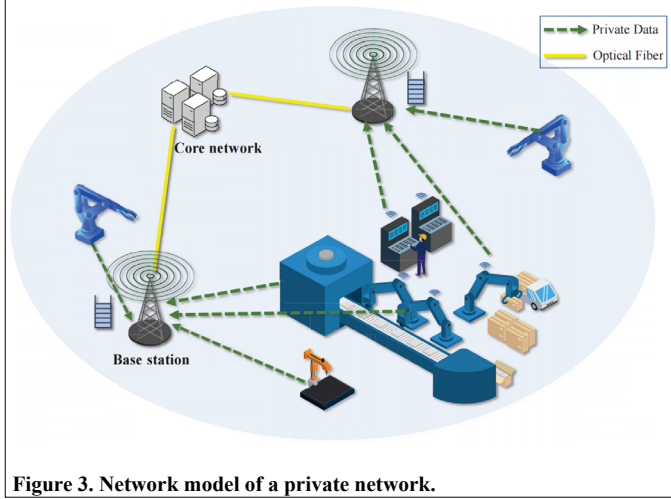 Private Data
Optical Fiber
Core network
Base station
Figure 3. Network model of a private network.